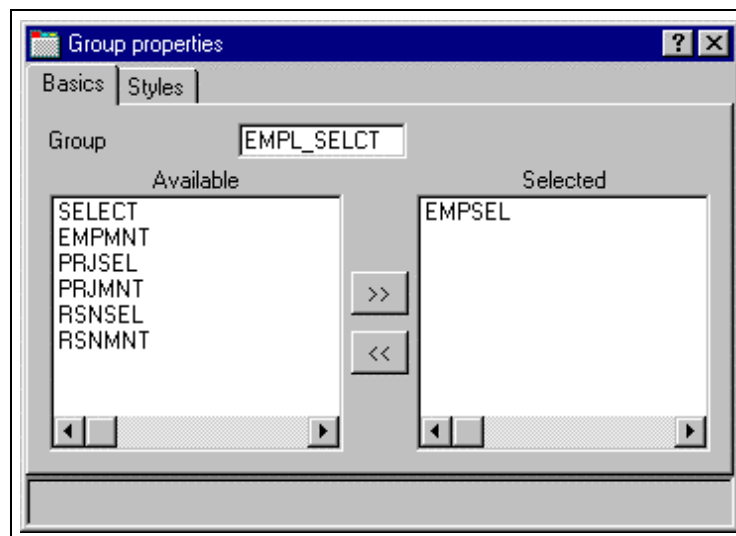 Group properties
Basics Styles
Group EMPL_SELCT
Available
SELECT
EMPMNT
PRJSEL
PRJMNT
RSNSEL
RSNMNT
>>
<<
Selected
EMPSEL